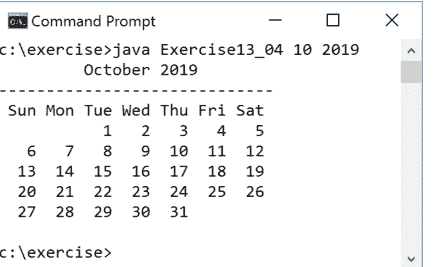 Command Prompt
c:\exercise>java Exercise13_04 10 2019
October 2019
-----------------------------
Sun Mon Tue Wed Thu Fri Sat
1 2 3 4 5
6 7 8 9 10 11 12
13 14 15 16 17 18 19
20 21 22 23 24 25 26
27 28 29 30 31
c:\exercise>